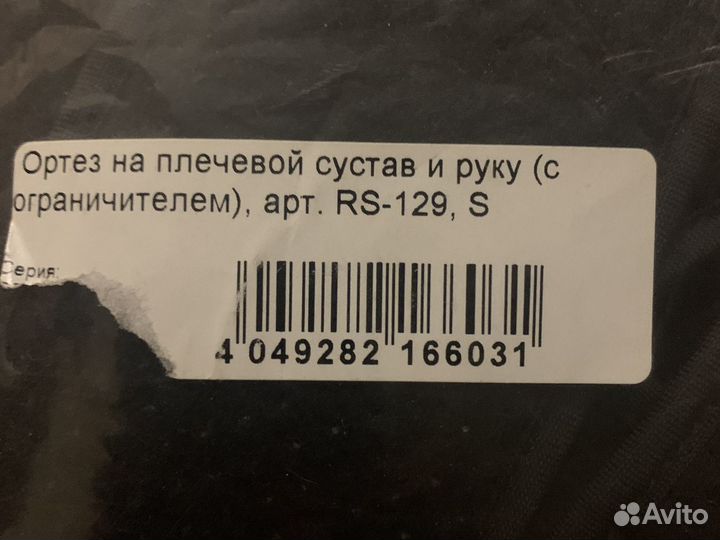 Ортез на плечевой сустав и руку (с
ограничителем), арт. RS-129, S
Серия:
4 049282 166031
Avito